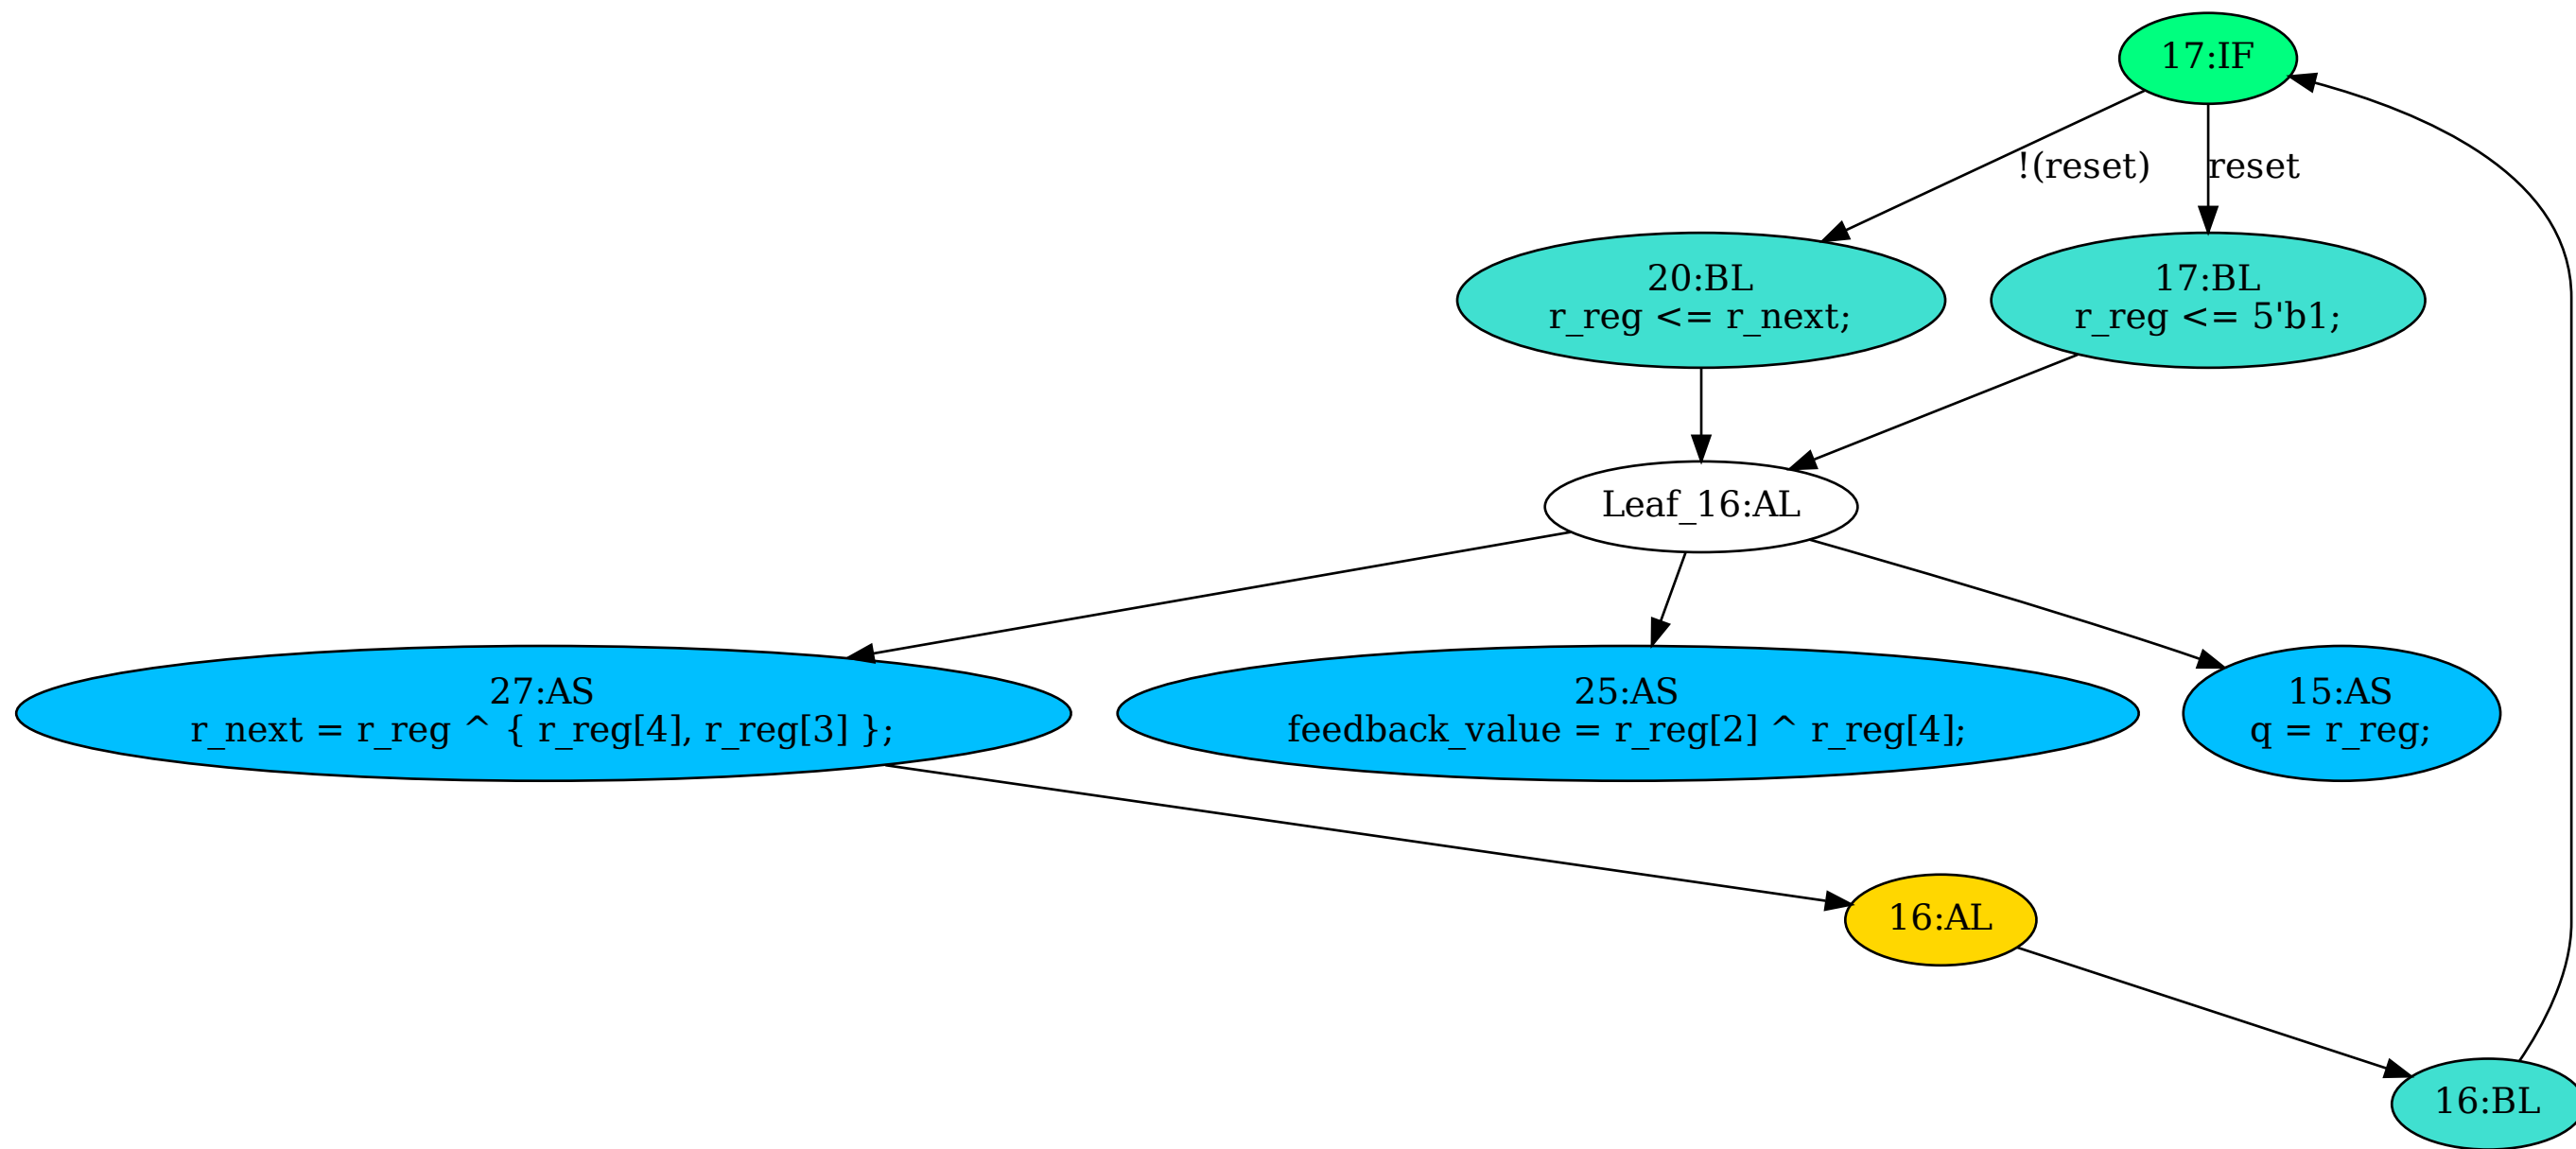 17:IF
!(reset)
reset
20:BL
r_reg <= r_next;
17:BL
r_reg <= 5'b1;
Leaf_16:AL
27:AS
r_next = r_reg ^ { r_reg[4], r_reg[3] };
25:AS
feedback_value = r_reg[2] ^ r_reg[4];
15:AS
q = r_reg;
16:AL
16:BL